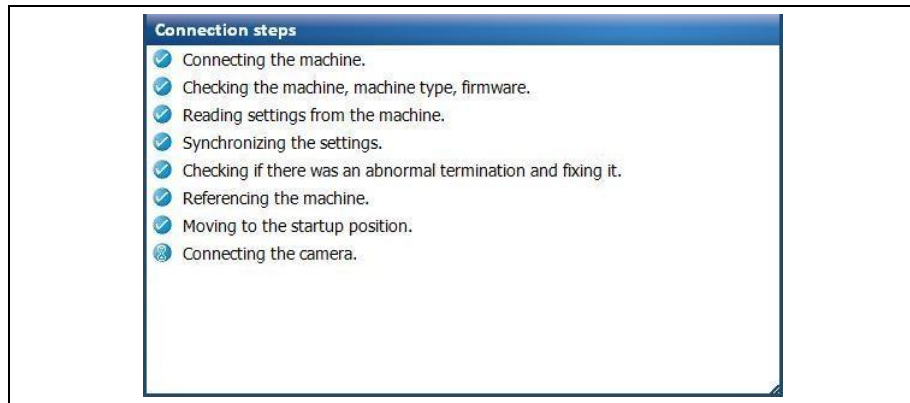 Connection steps
Connecting the machine.
Checking the machine, machine type, firmware.
Reading settings from the machine.
Synchronizing the settings.
Checking if there was an abnormal termination and fixing it.
Referencing the machine.
Moving to the startup position.
Connecting the camera.